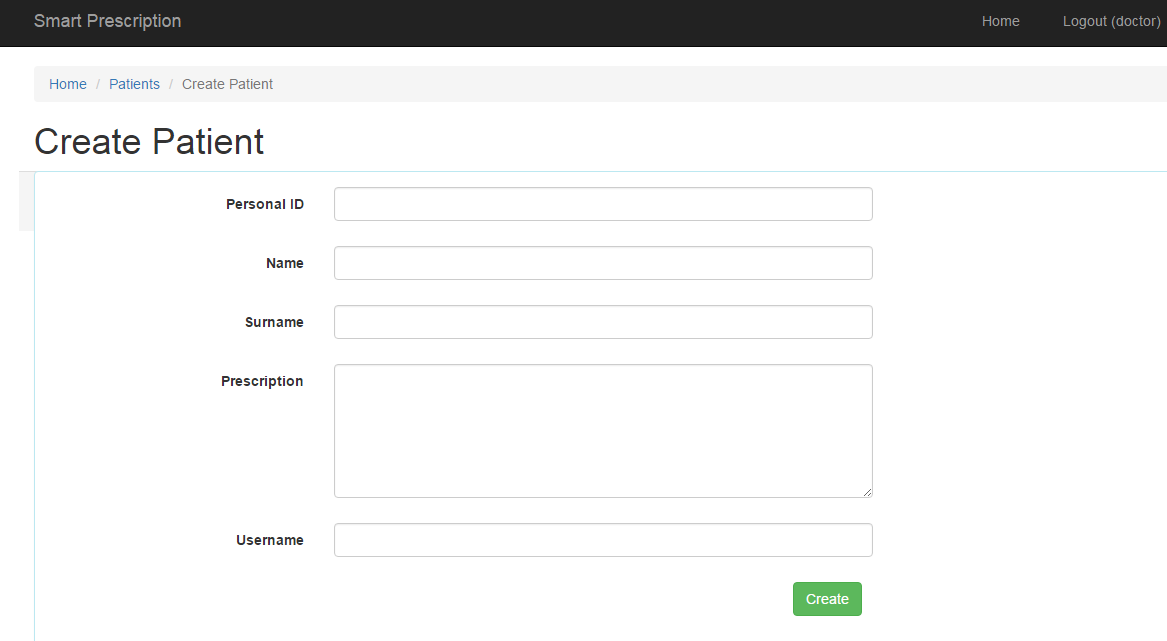 Smart Prescription Home Logout (doctor)
Home / Patients / Create Patient
Create Patient
Personal ID
Name
Surname
Prescription
Username
Create